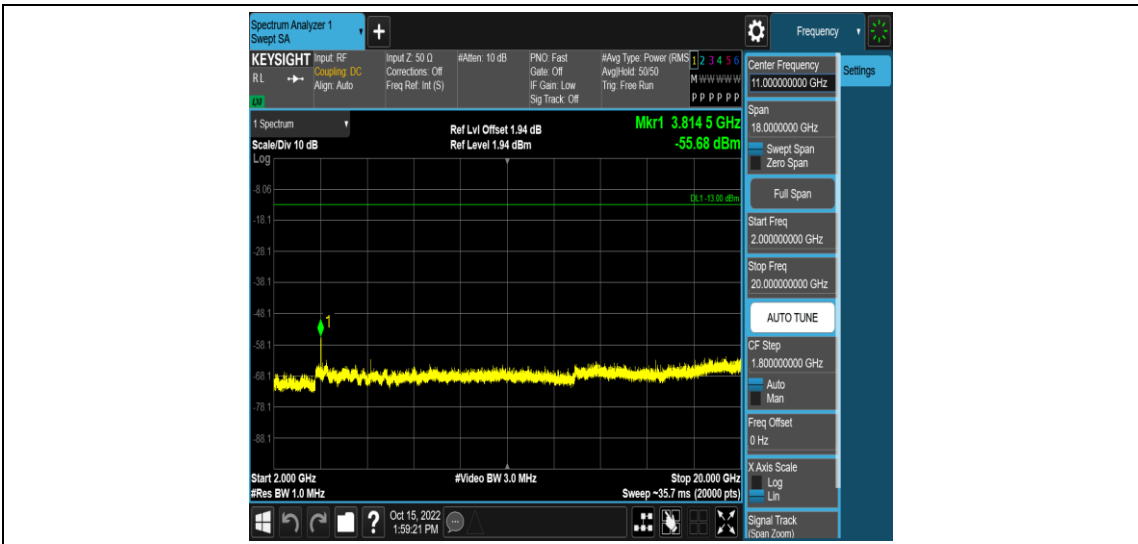 Spectrum Analyzer 1
Swept SA
+
Frequency
KEYSIGHT
RL
LXI
Input: RF
Coupling: DC
Align: Auto
Input Z: 50 Ω
Corrections: Off
Freq Ref: Int (S)
#Atten: 10 dB
PNO: Fast
Gate: Off
IF Gain: Low
Sig Track: Off
#Avg Type: Power (RMS
Avg|Hold: 50/50
Trig: Free Run
1 2 3 4 5 6
M W W W W W
P P P P P P
Center Frequency
11.000000000 GHz
Settings
Span
18.0000000 GHz
Swept Span
Zero Span
Full Span
Start Freq
2.000000000 GHz
Stop Freq
20.000000000 GHz
AUTO TUNE
CF Step
1.800000000 GHz
Auto
Man
Freq Offset
0 Hz
X Axis Scale
Log
Lin
Signal Track
(Span Zoom)
1 Spectrum
Scale/Div 10 dB
Ref Lvl Offset 1.94 dB
Ref Level 1.94 dBm
Mkr1 3.814 5 GHz
-55.68 dBm
Log
-8.06
DL1 -13.00 dBm
-18.1
-28.1
-38.1
-48.1
1
-58.1
-68.1
-78.1
-88.1
Start 2.000 GHz
#Video BW 3.0 MHz
Stop 20.000 GHz
#Res BW 1.0 MHz
Sweep ~35.7 ms (20000 pts)
?
Oct 15, 2022
1:59:21 PM